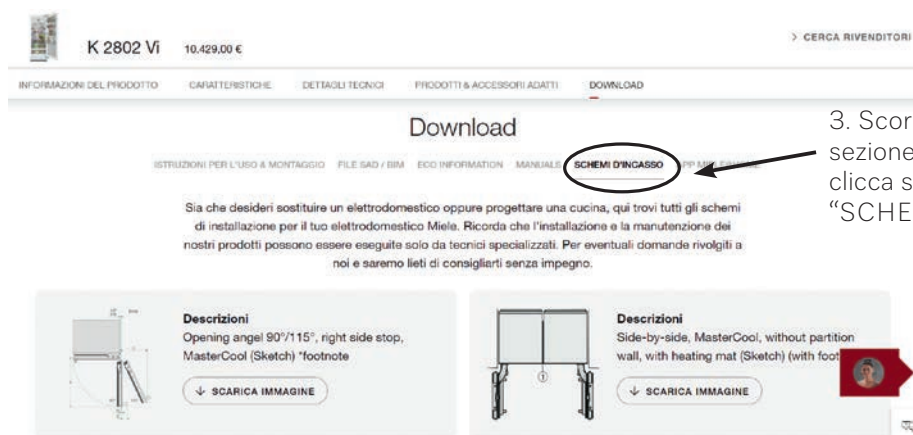 K 2802 Vi 10.429,00 €
> CERCA RIVENDITORI
INFORMAZIONI DEL PRODOTTO CARATTERISTICHE DETTAGLI TECNICI PRODOTTI & ACCESSORI ADATTI DOWNLOAD
Download
3. Scor
sezione
clicca s
"SCHE
ISTRUZIONI PER L'USO & MONTAGGIO FILE SAD / BIM ECO INFORMATION MANUALS SCHEMI D'INCASSO
Sia che desideri sostituire un elettrodomestico oppure progettare una cucina, qui trovi tutti gli schemi
di installazione per il tuo elettrodomestico Miele. Ricorda che l'installazione e la manutenzione dei
nostri prodotti possono essere eseguite solo da tecnici specializzati. Per eventuali domande rivolgiti a
noi e saremo lieti di consigliarti senza impegno.
Descrizioni
Opening angel 90°/115°, right side stop,
MasterCool (Sketch) *footnote
↓ SCARICA IMMAGINE
Descrizioni
Side-by-side, MasterCool, without partition
wall, with heating mat (Sketch) (with foot
↓ SCARICA IMMAGINE